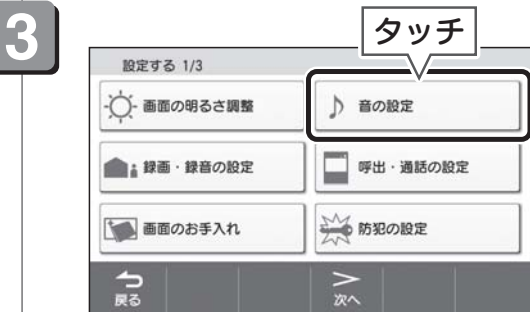 3
タッチ
設定する 1/3
画面の明るさ調整
音の設定
録画・録音の設定
呼出・通話の設定
画面のお手入れ
防犯の設定
戻る
次へ